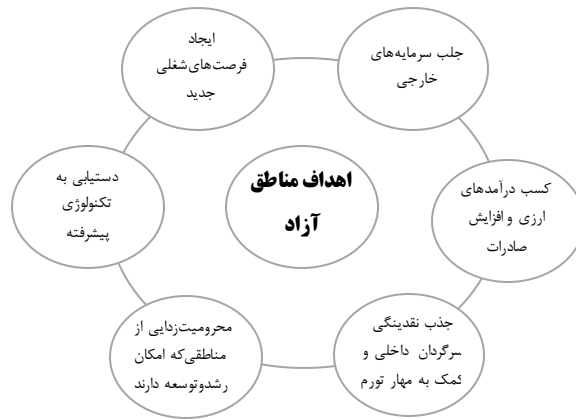 اهداف مناطق
آزاد
جلب سرمایه‌های
خارجی
کسب درآمدهای
ارزی و افزایش
صادرات
جذب نقدینگی
سرگردان داخلی و
کمک به مهار تورم
محرومیت‌زدایی از
مناطقی‌که امکان
رشدوتوسعه دارند
دستیابی به
تکنولوژی
پیشرفته
ایجاد
فرصت‌های‌شغلی
جدید